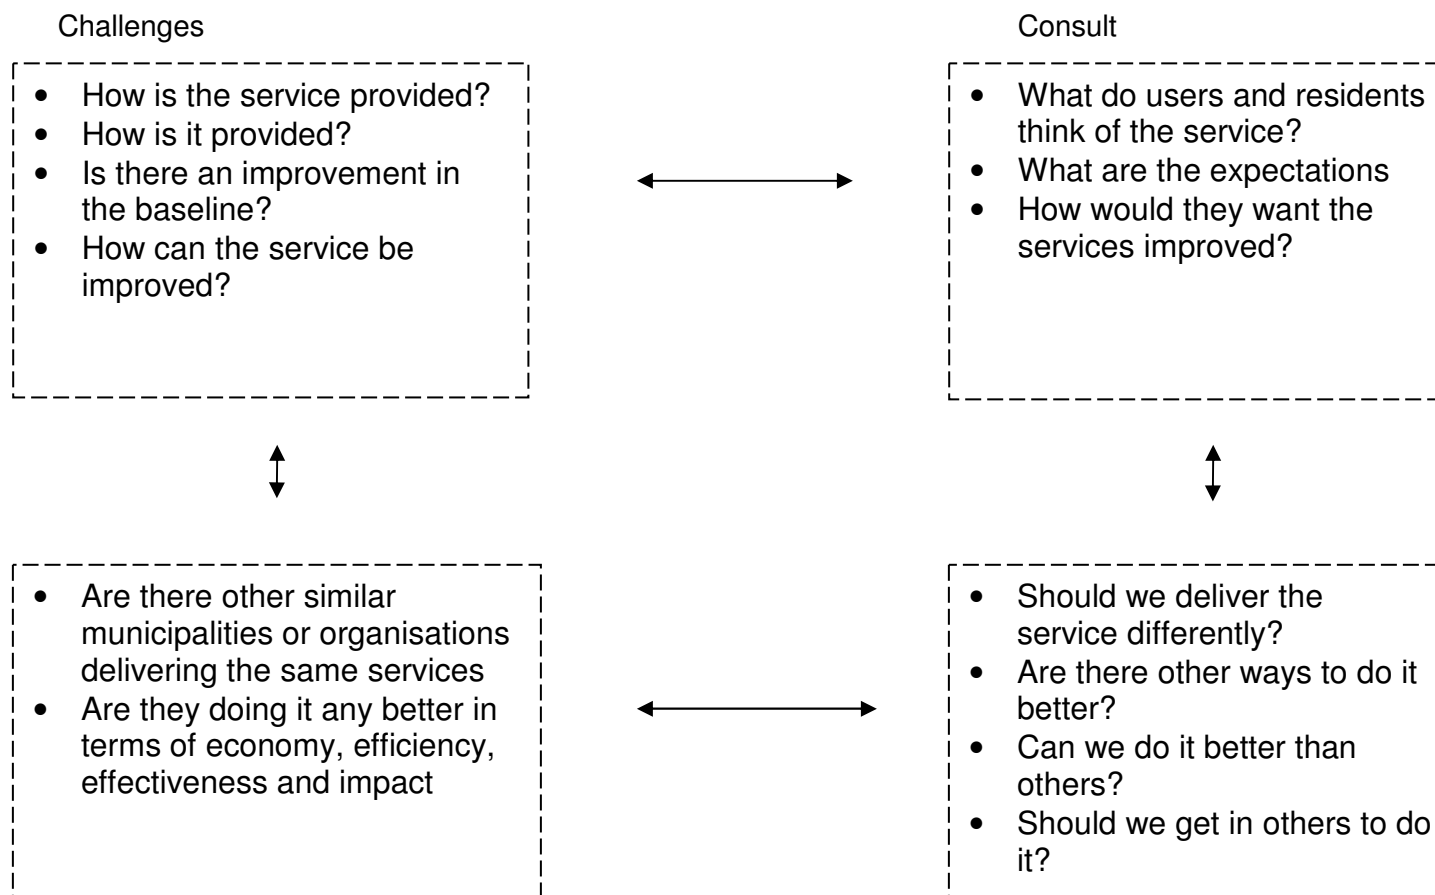 Challenges
• How is the service provided?
• How is it provided?
• Is there an improvement in
the baseline?
• How can the service be
improved?
Consult
• What do users and residents
think of the service?
• What are the expectations
• How would they want the
services improved?
• Are there other similar
municipalities or organisations
delivering the same services
• Are they doing it any better in
terms of economy, efficiency,
effectiveness and impact
• Should we deliver the
service differently?
• Are there other ways to do it
better?
• Can we do it better than
others?
• Should we get in others to do
it?